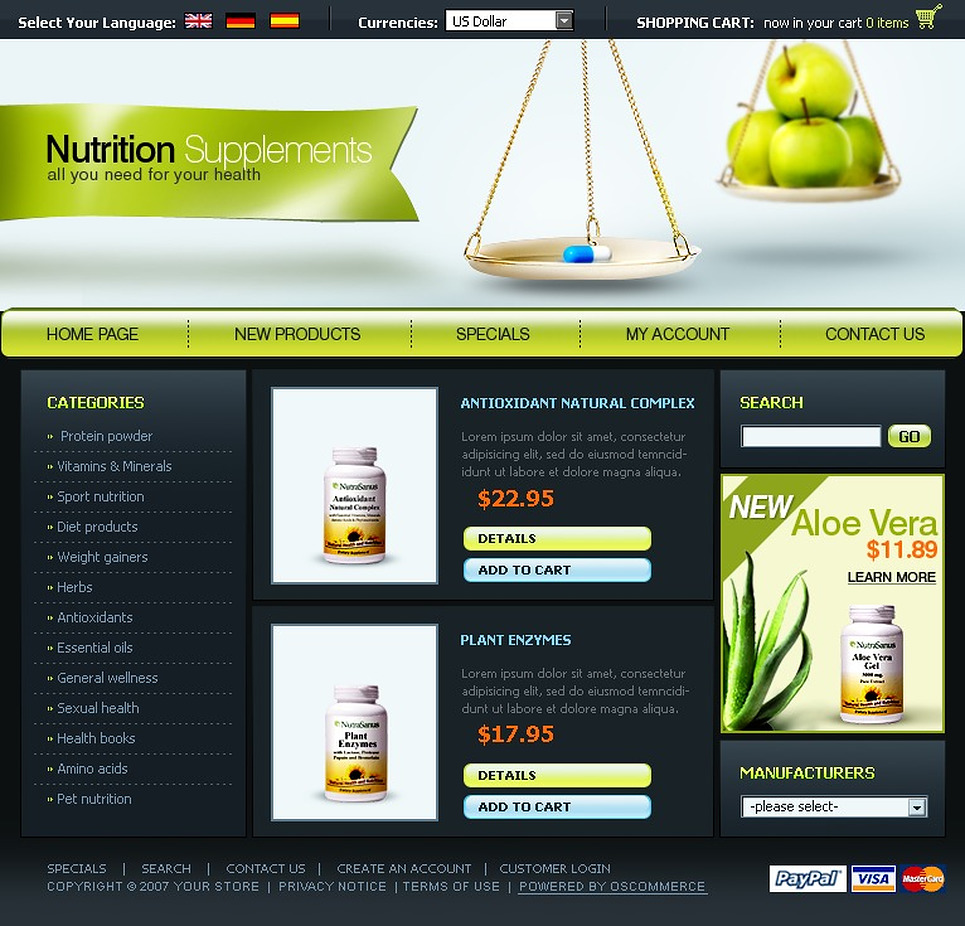 Select Your Language:
Currencies: US Dollar
SHOPPING CART: now in your cart 0 items
Nutrition Supplements
all you need for your health
HOME PAGE
NEW PRODUCTS
SPECIALS
MY ACCOUNT
CONTACT US
CATEGORIES
Protein powder
Vitamins & Minerals
Sport nutrition
Diet products
Weight gainers
Herbs
Antioxidants
Essential oils
General wellness
Sexual health
Health books
Amino acids
Pet nutrition
NutraSanus
Antioxidant
Natural Complex
Dietary Supplement
ANTIOXIDANT NATURAL COMPLEX
Lorem ipsum dolor sit amet, consectetur
adipiscing elit, sed do eiusmod temncid-
idunt ut labore et dolore magna aliqua.
$22.95
DETAILS
ADD TO CART
NutraSanus
Plant
Enzymes
Dietary Supplement
PLANT ENZYMES
Lorem ipsum dolor sit amet, consectetur
adipisicing elit, sed do eiusmod temncidi-
dunt ut labore et dolore magna aliqua.
$17.95
DETAILS
ADD TO CART
SEARCH
GO
NEW
Aloe Vera
$11.89
LEARN MORE
NutraSanus
Aloe Vera
Gel
Dietary Supplement
MANUFACTURERS
-please select-
SPECIALS | SEARCH | CONTACT US | CREATE AN ACCOUNT | CUSTOMER LOGIN
COPYRIGHT © 2007 YOUR STORE | PRIVACY NOTICE | TERMS OF USE | POWERED BY OSCOMMERCE
PayPal
VISA
MasterCard